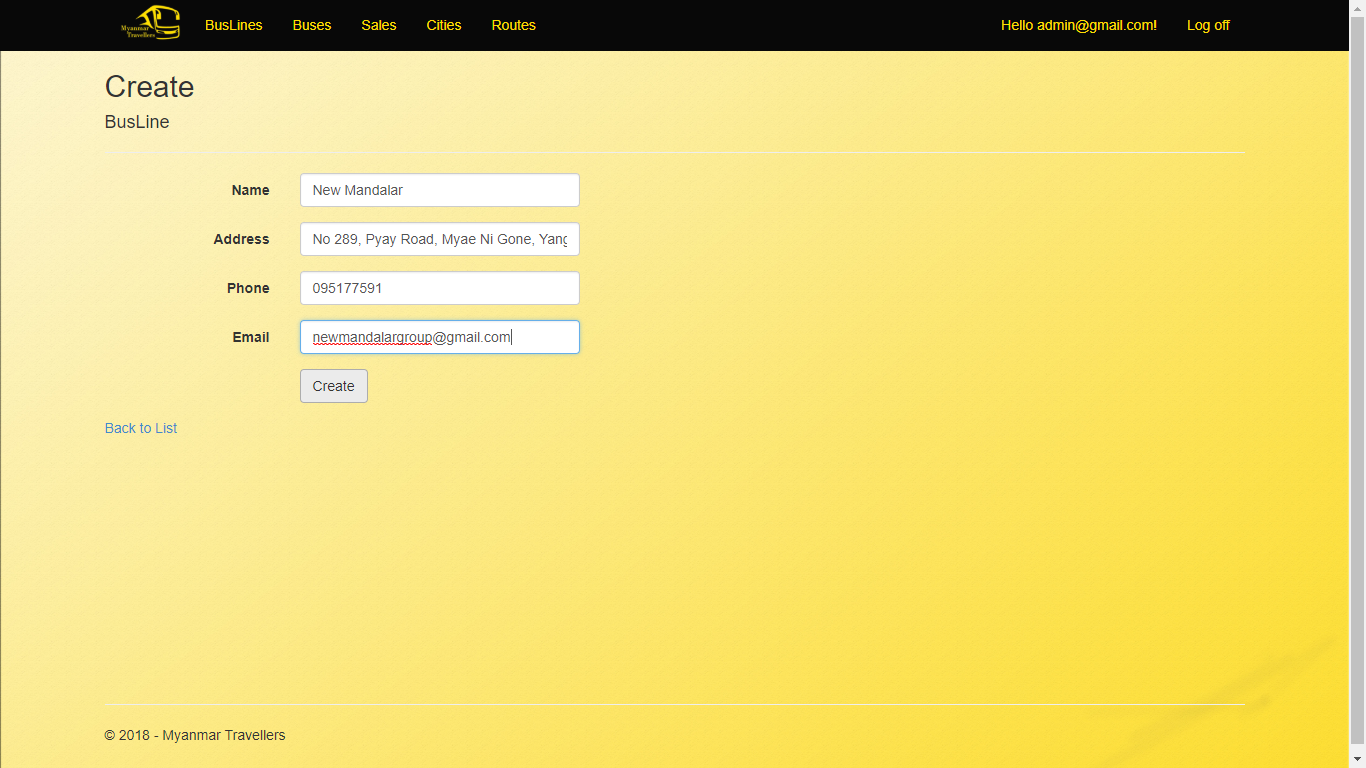 Myanmar
Travellers
BusLines
Buses
Sales
Cities
Routes
Hello admin@gmail.com!
Log off
Create
BusLine
Name
New Mandalar
Address
No 289, Pyay Road, Myae Ni Gone, Yang
Phone
095177591
Email
newmandalargroup@gmail.com
Create
Back to List
© 2018 - Myanmar Travellers